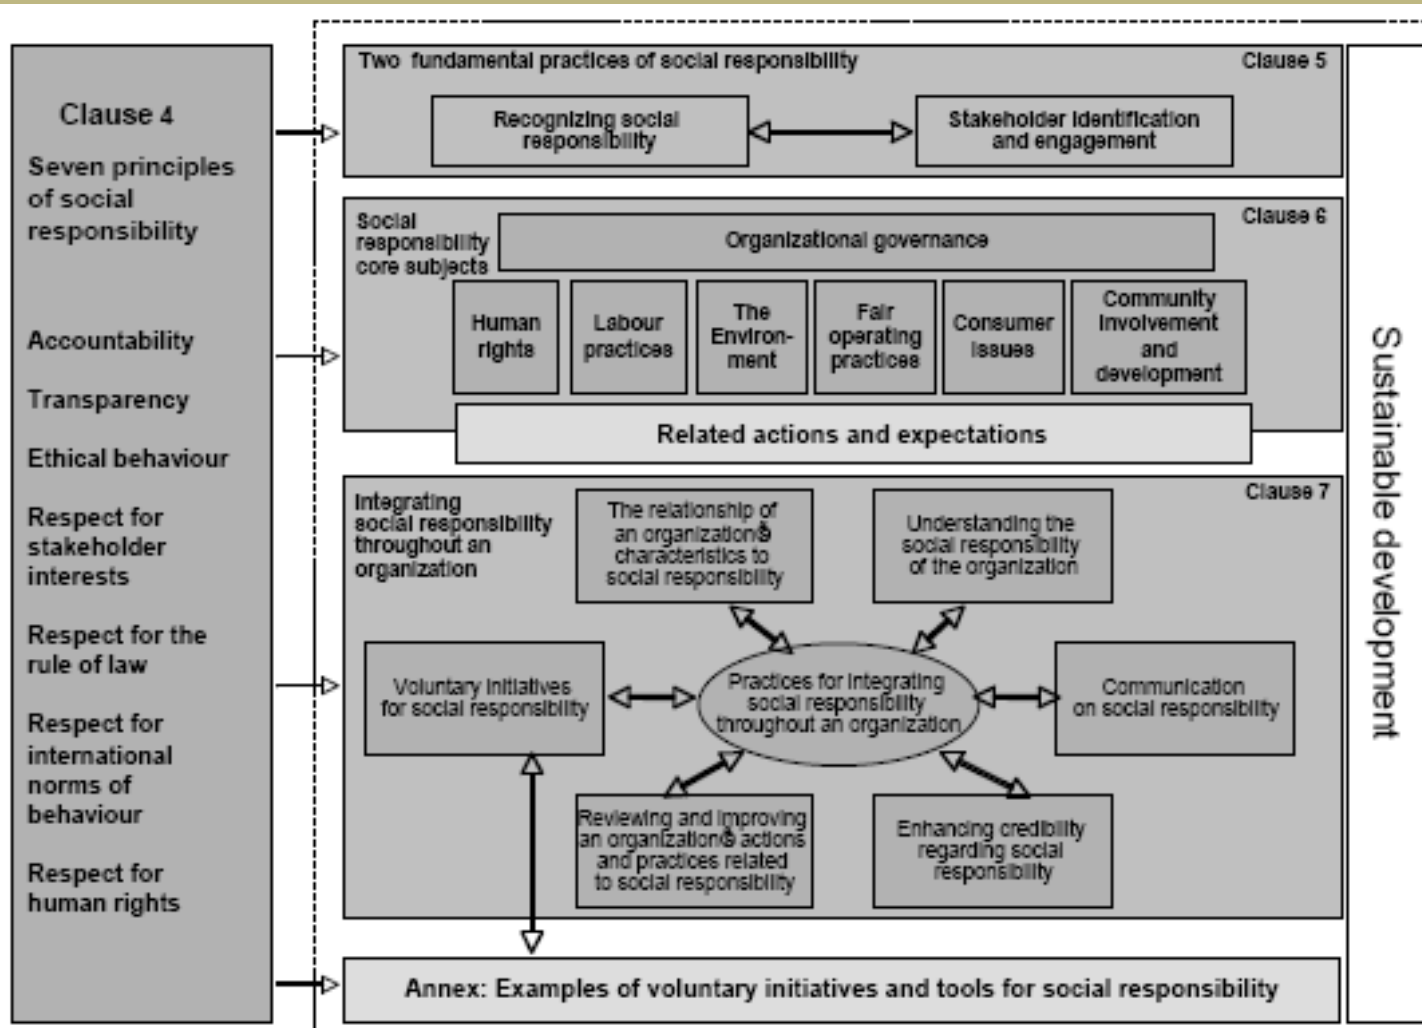 Clause 4
Seven principles
of social
responsibility
Accountability
Transparency
Ethical behaviour
Respect for
stakeholder
interests
Respect for the
rule of law
Respect for
international
norms of
behaviour
Respect for
human rights
Two fundamental practices of social responsibility
Clause 5
Recognizing social
responsibility
Stakeholder identification
and engagement
Social
responsibility
core subjects
Clause 6
Organizational governance
Human
rights
Labour
practices
The
Environ-
ment
Fair
operating
practices
Consumer
issues
Community
involvement
and
development
Related actions and expectations
Integrating
social responsibility
throughout an
organization
Clause 7
The relationship of
an organization's
characteristics to
social responsibility
Understanding the
social responsibility
of the organization
Voluntary initiatives
for social responsibility
Practices for integrating
social responsibility
throughout an organization
Communication
on social responsibility
Reviewing and improving
an organization's actions
and practices related
to social responsibility
Enhancing credibility
regarding social
responsibility
Annex: Examples of voluntary initiatives and tools for social responsibility
Sustainable development